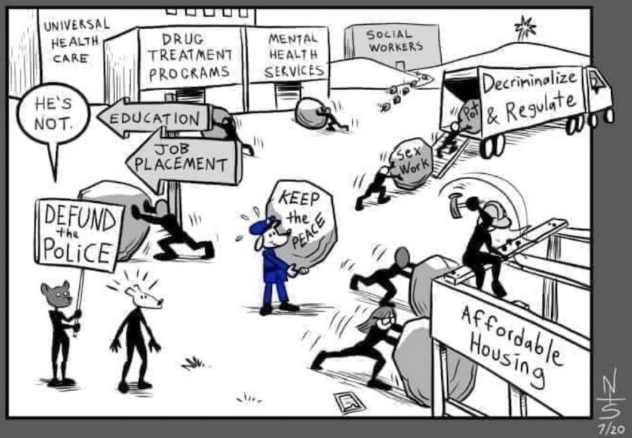 UNIVERSAL
HEALTH
CARE
DRUG
TREATMENT
PROGRAMS
MENTAL
HEALTH
SERVICES
SOCIAL
WORKERS
Decriminalize
& Regulate
Pot
HE'S
NOT.
EDUCATION
JOB
PLACEMENT
Sex
Work
KEEP
the
PEACE
DEFUND
the
POLICE
Affordable
Housing
NTS
7/20